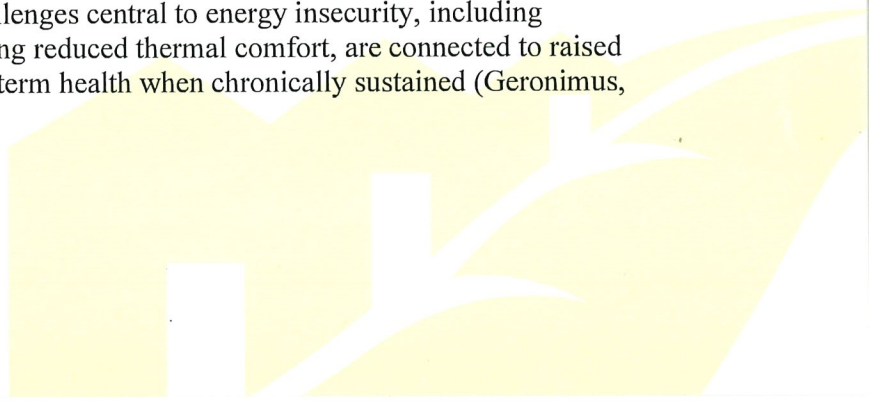 lenges central to energy insecurity, including
ng reduced thermal comfort, are connected to raised
term health when chronically sustained (Geronimus,